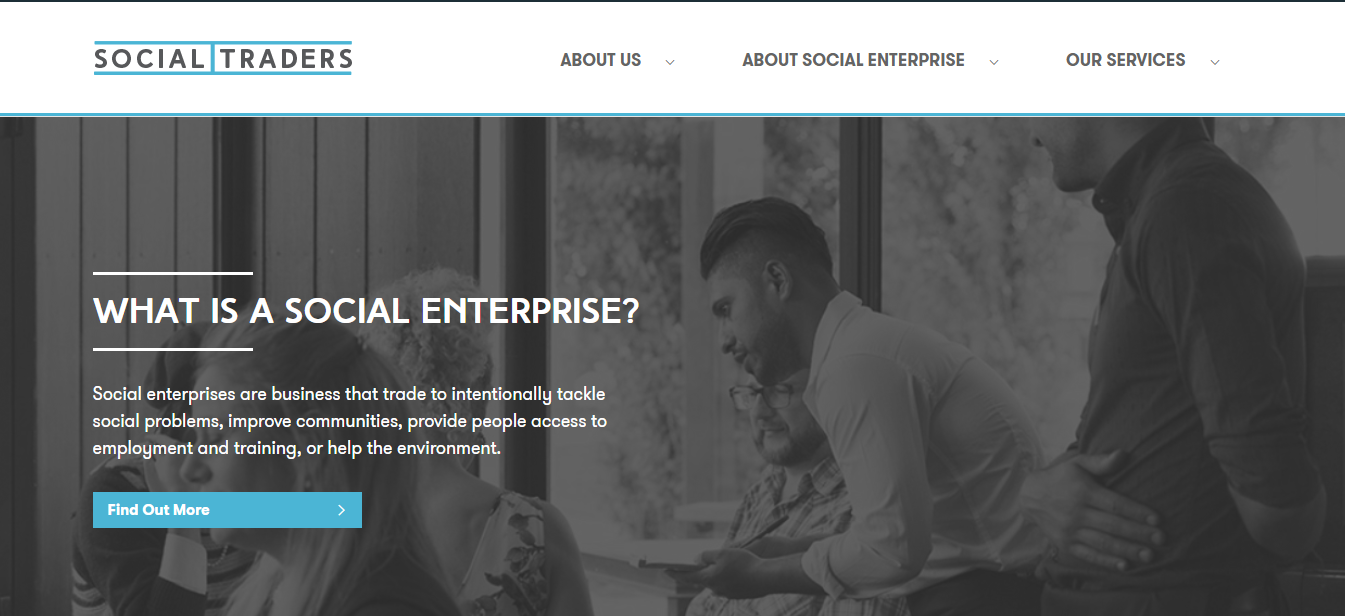 SOCIAL TRADERS
ABOUT US
ABOUT SOCIAL ENTERPRISE
OUR SERVICES
WHAT IS A SOCIAL ENTERPRISE?
Social enterprises are business that trade to intentionally tackle
social problems, improve communities, provide people access to
employment and training, or help the environment.
Find Out More